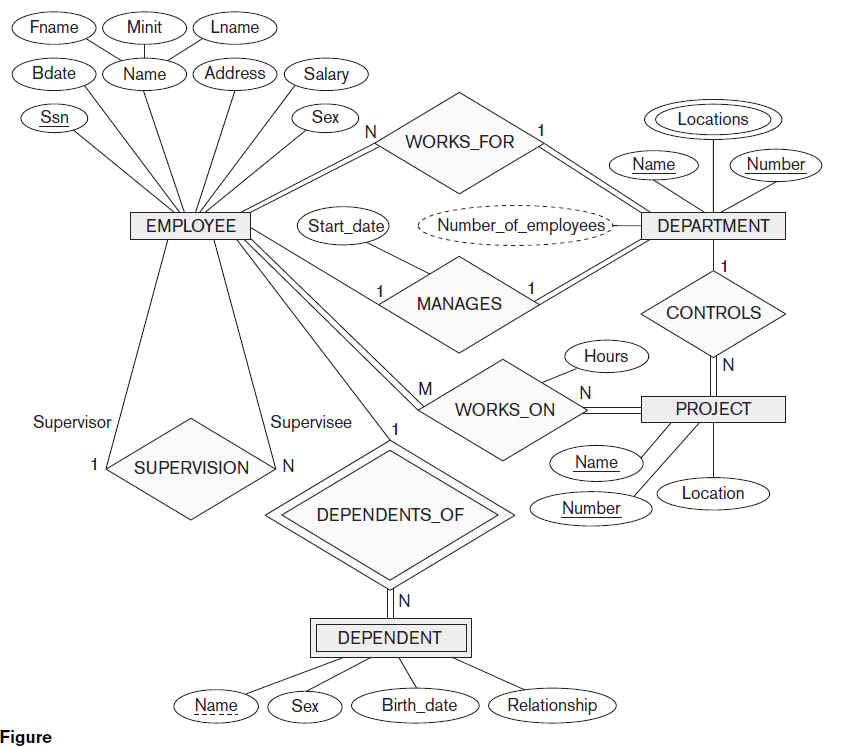 Fname
Minit
Lname
Bdate
Name
Address
Salary
Ssn
Sex
N
WORKS_FOR
1
Locations
Name
Number
EMPLOYEE
Start_date
Number_of_employees
DEPARTMENT
1
MANAGES
1
1
CONTROLS
N
Hours
M
WORKS_ON
N
PROJECT
Supervisor
Supervisee
1
SUPERVISION
N
1
Name
Number
Location
DEPENDENTS_OF
N
DEPENDENT
Name
Sex
Birth_date
Relationship
Figure